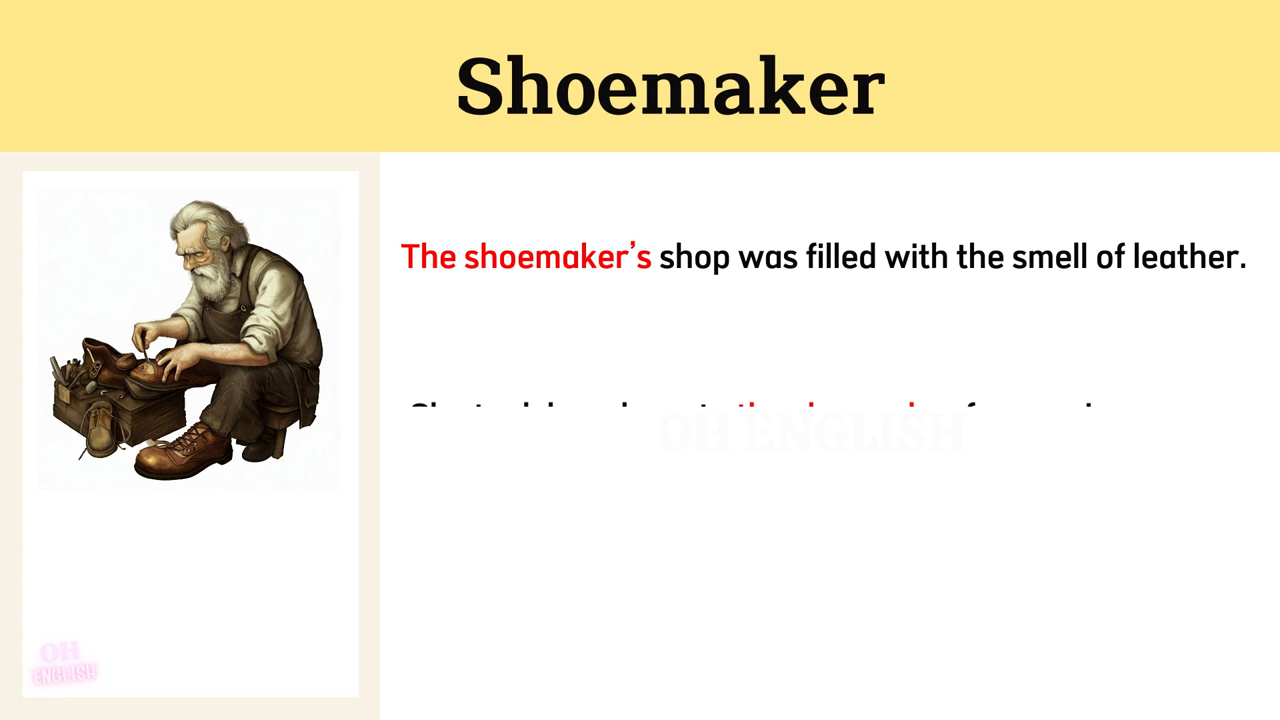 Shoemaker
The shoemaker’s shop was filled with the smell of leather.
OH ENGLISH
OH
ENGLISH